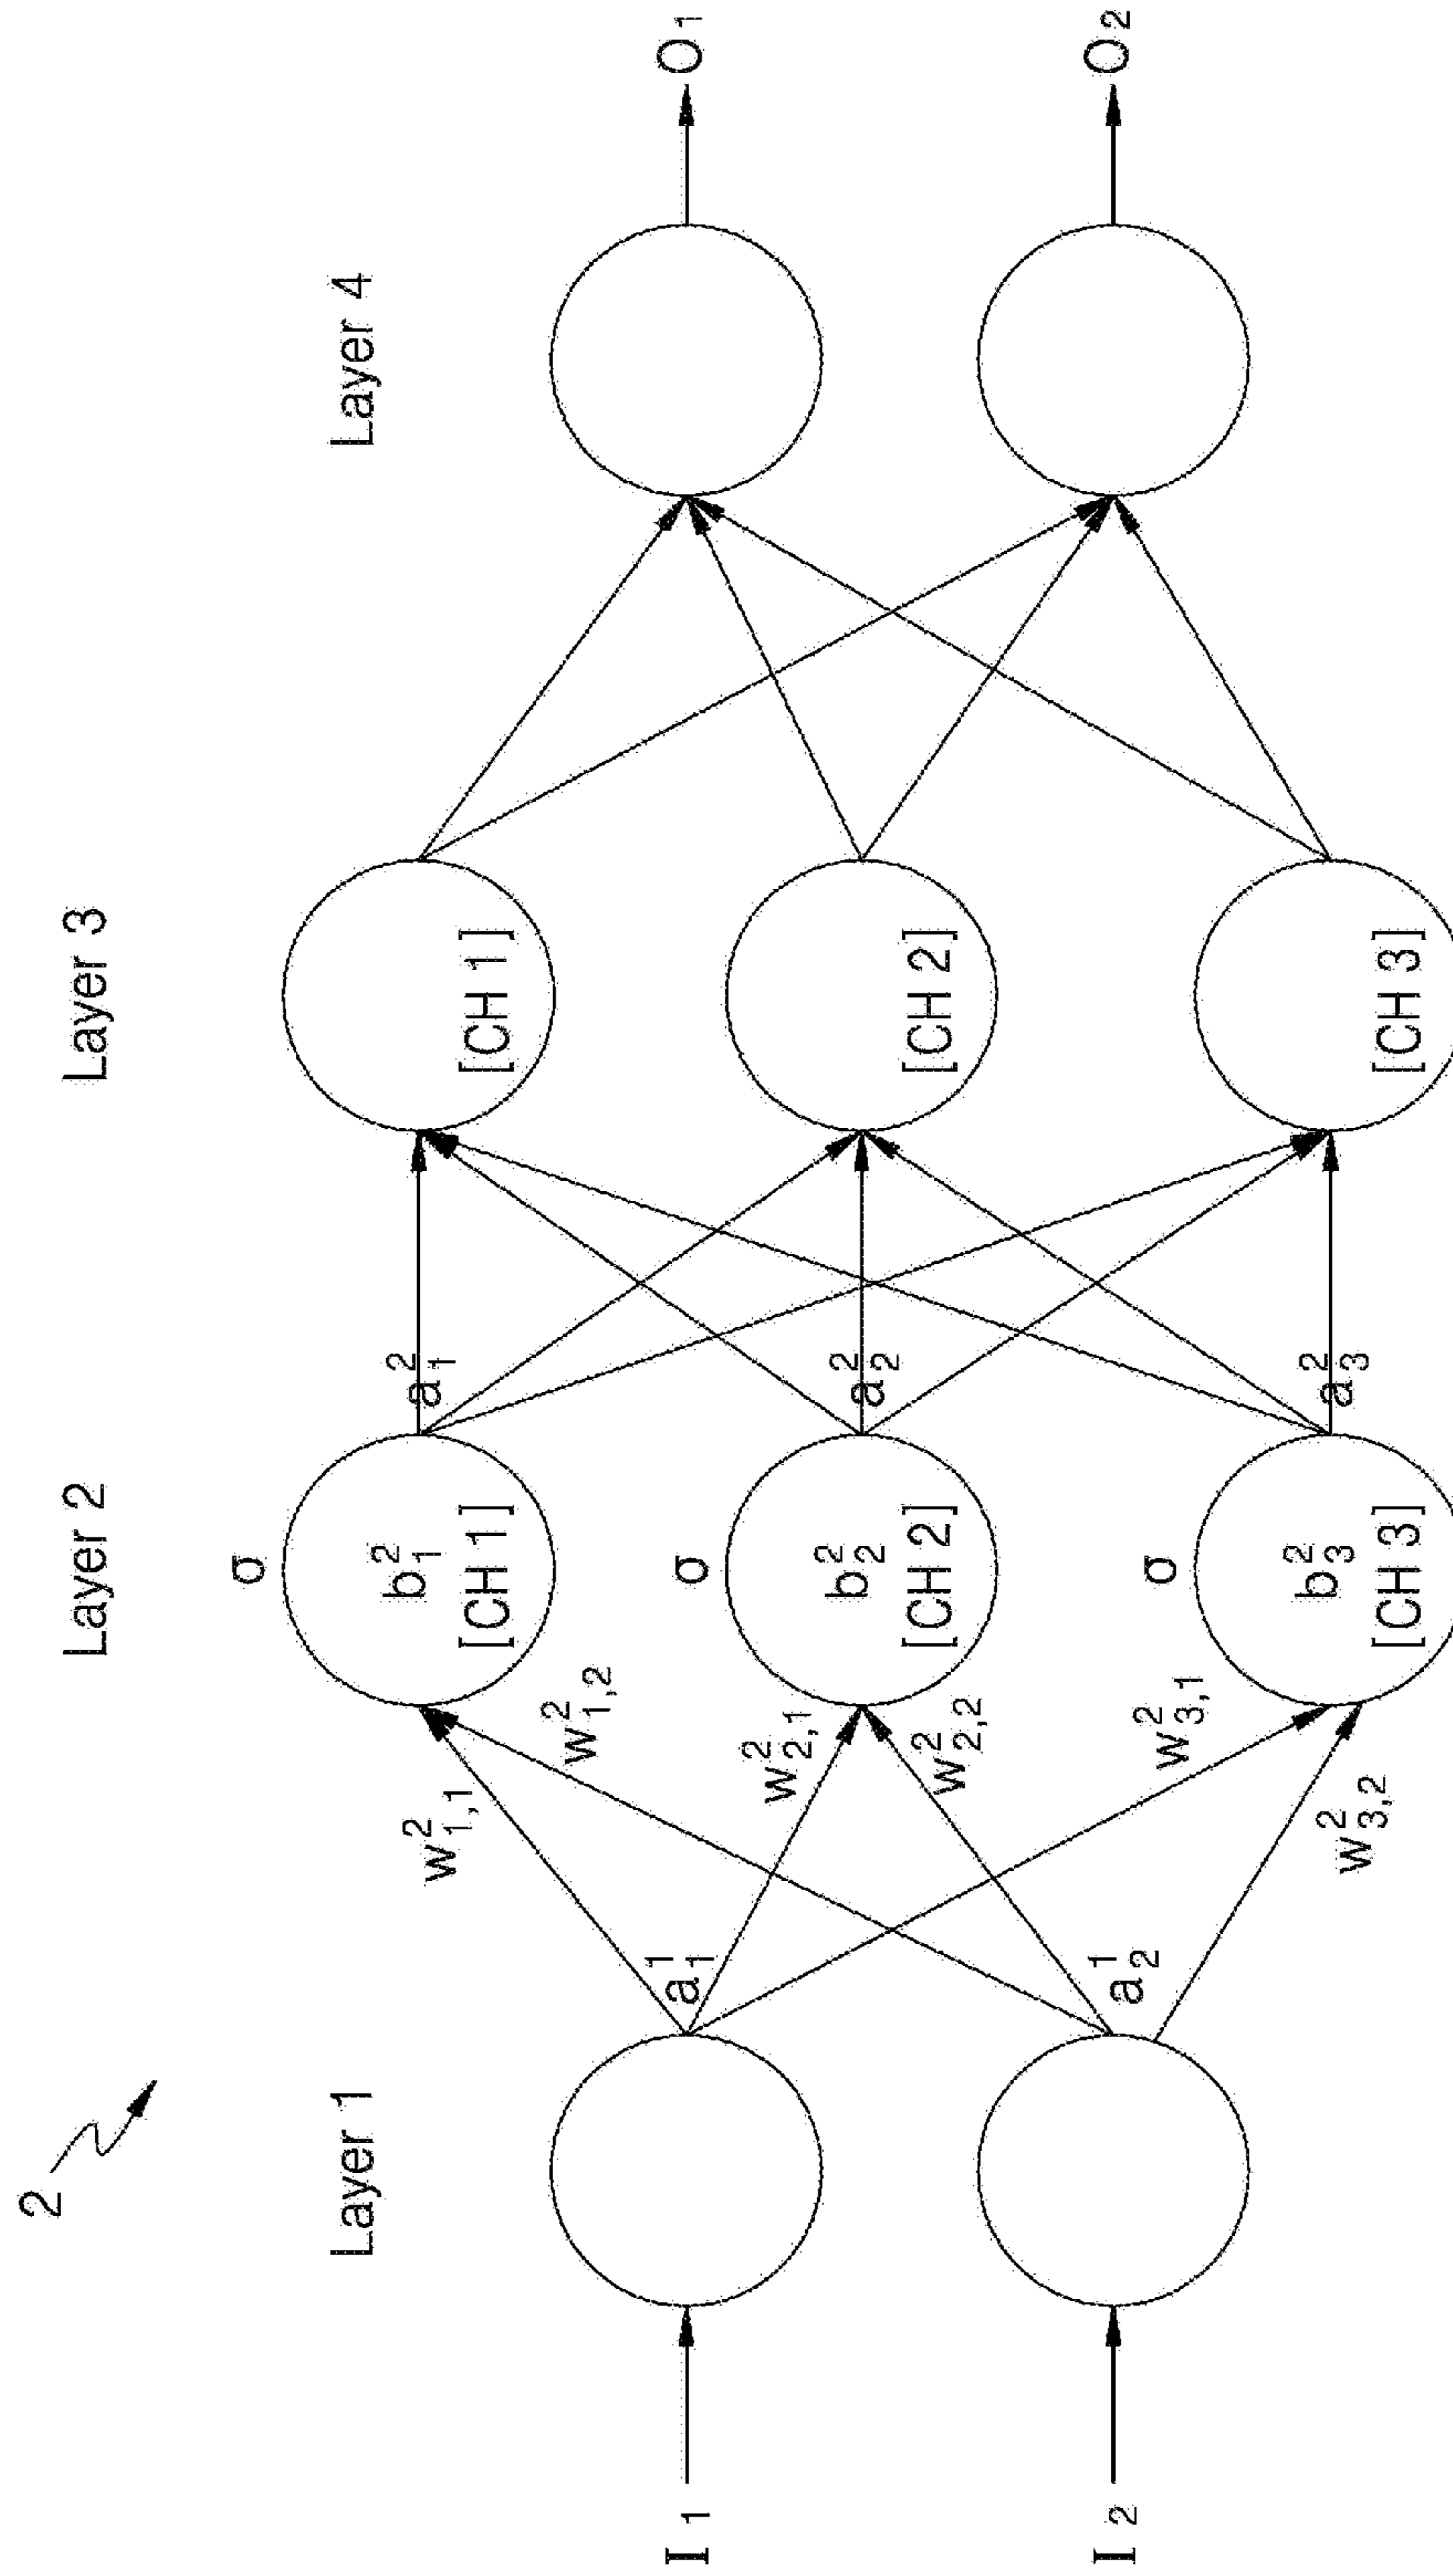 2
Layer 1
Layer 2
Layer 3
Layer 4
I 1
I 2
a¹₁
a¹₂
w²₁,₁
w²₁,₂
w²₂,₁
w²₂,₂
w²₃,₁
w²₃,₂
σ
b²₁
[CH 1]
σ
b²₂
[CH 2]
σ
b²₃
[CH 3]
a²₁
a²₂
a²₃
[CH 1]
[CH 2]
[CH 3]
O₁
O₂